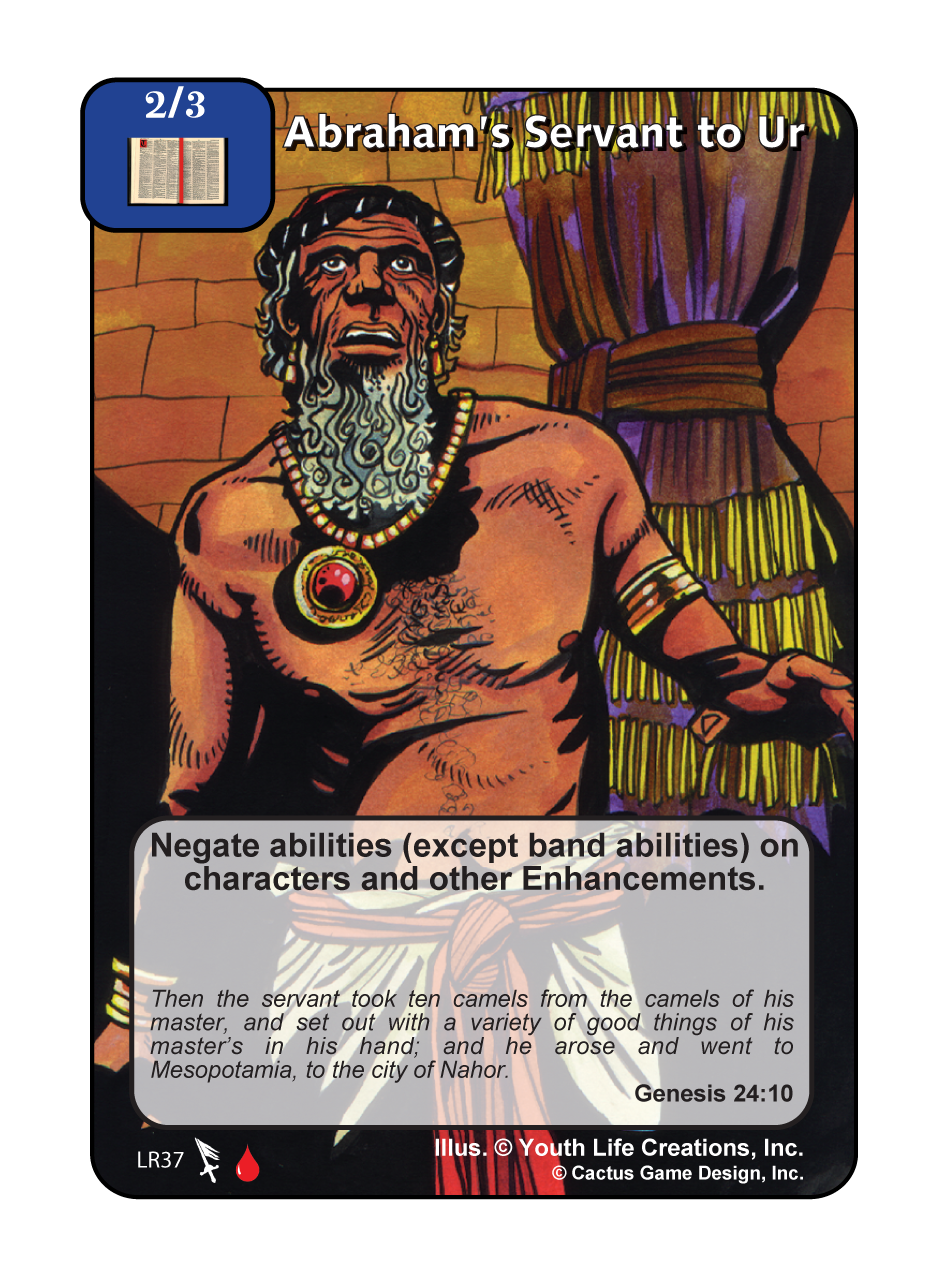 2/3
Abraham's Servant to Ur
Negate abilities (except band abilities) on
characters and other Enhancements.
Then the servant took ten camels from the camels of his
master, and set out with a variety of good things of his
master's in his hand; and he arose and went to
Mesopotamia, to the city of Nahor.
Genesis 24:10
LR37
Illus. © Youth Life Creations, Inc.
© Cactus Game Design, Inc.